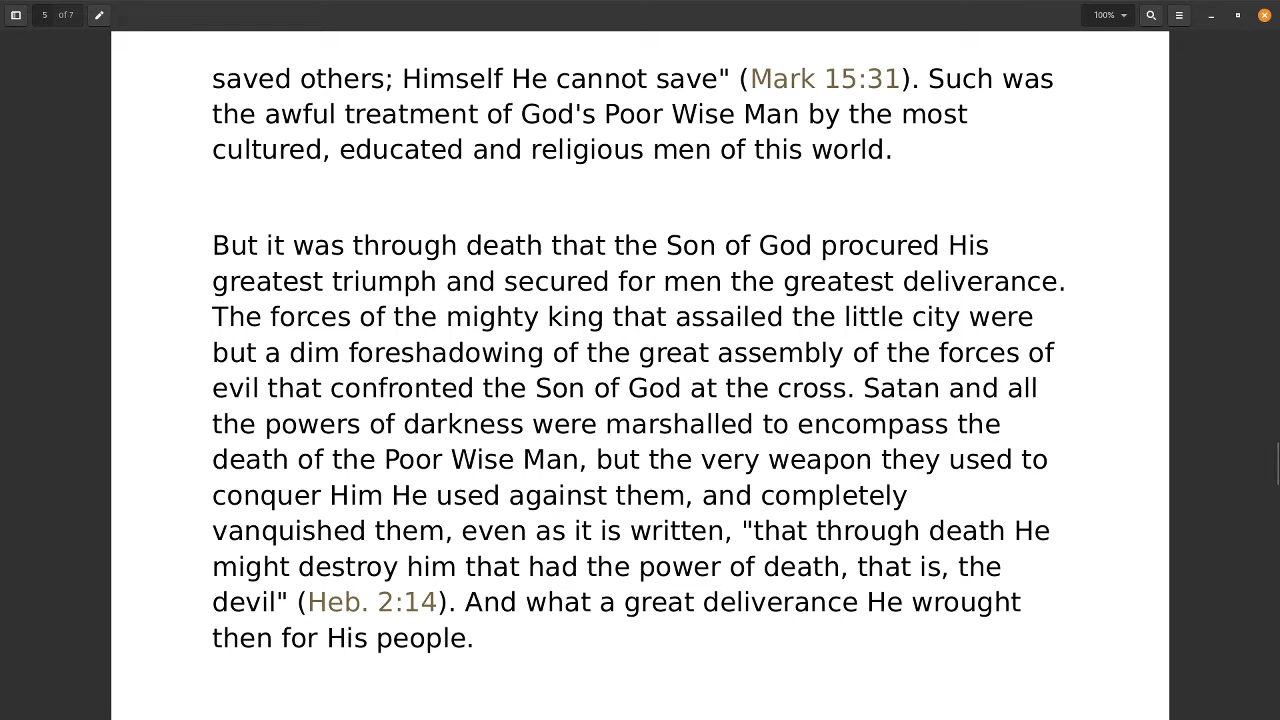 5 of 7
100%
saved others; Himself He cannot save" (Mark 15:31). Such was
the awful treatment of God's Poor Wise Man by the most
cultured, educated and religious men of this world.
But it was through death that the Son of God procured His
greatest triumph and secured for men the greatest deliverance.
The forces of the mighty king that assailed the little city were
but a dim foreshadowing of the great assembly of the forces of
evil that confronted the Son of God at the cross. Satan and all
the powers of darkness were marshalled to encompass the
death of the Poor Wise Man, but the very weapon they used to
conquer Him He used against them, and completely
vanquished them, even as it is written, "that through death He
might destroy him that had the power of death, that is, the
devil" (Heb. 2:14). And what a great deliverance He wrought
then for His people.